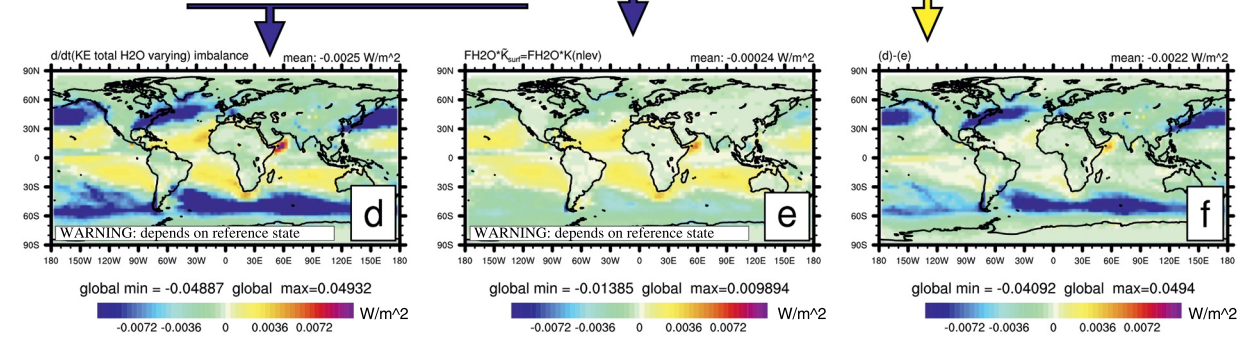 d/dt(KE total H2O varying) imbalance mean: -0.0025 W/m^2
90N
60N
30N
0
30S
60S
90S
d
WARNING: depends on reference state
180 150W 120W 90W 60W 30W 0 30E 60E 90E 120E 150E 180
global min = -0.04887 global max=0.04932
W/m^2
-0.0072 -0.0036 0 0.0036 0.0072
FH2O*K̃surf=FH2O*K(nlev) mean: -0.00024 W/m^2
90N
60N
30N
0
30S
60S
90S
e
WARNING: depends on reference state
180 150W 120W 90W 60W 30W 0 30E 60E 90E 120E 150E 180
global min = -0.01385 global max=0.009894
W/m^2
-0.0072 -0.0036 0 0.0036 0.0072
(d)-(e) mean: -0.0022 W/m^2
90N
60N
30N
0
30S
60S
90S
f
180 150W 120W 90W 60W 30W 0 30E 60E 90E 120E 150E 180
global min = -0.04092 global max=0.0494
W/m^2
-0.0072 -0.0036 0 0.0036 0.0072